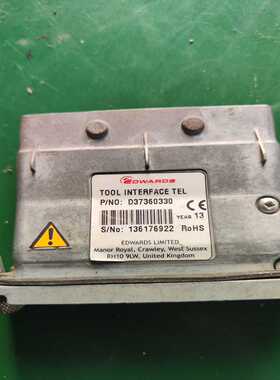 EDWARDS
TOOL INTERFACE TEL
P/NO: D37360330 CE
YEAR 13
S/No: 136176922 RoHS
EDWARDS LIMITED
Manor Royal, Crawley, West Sussex
RH10 9LW, United Kingdom